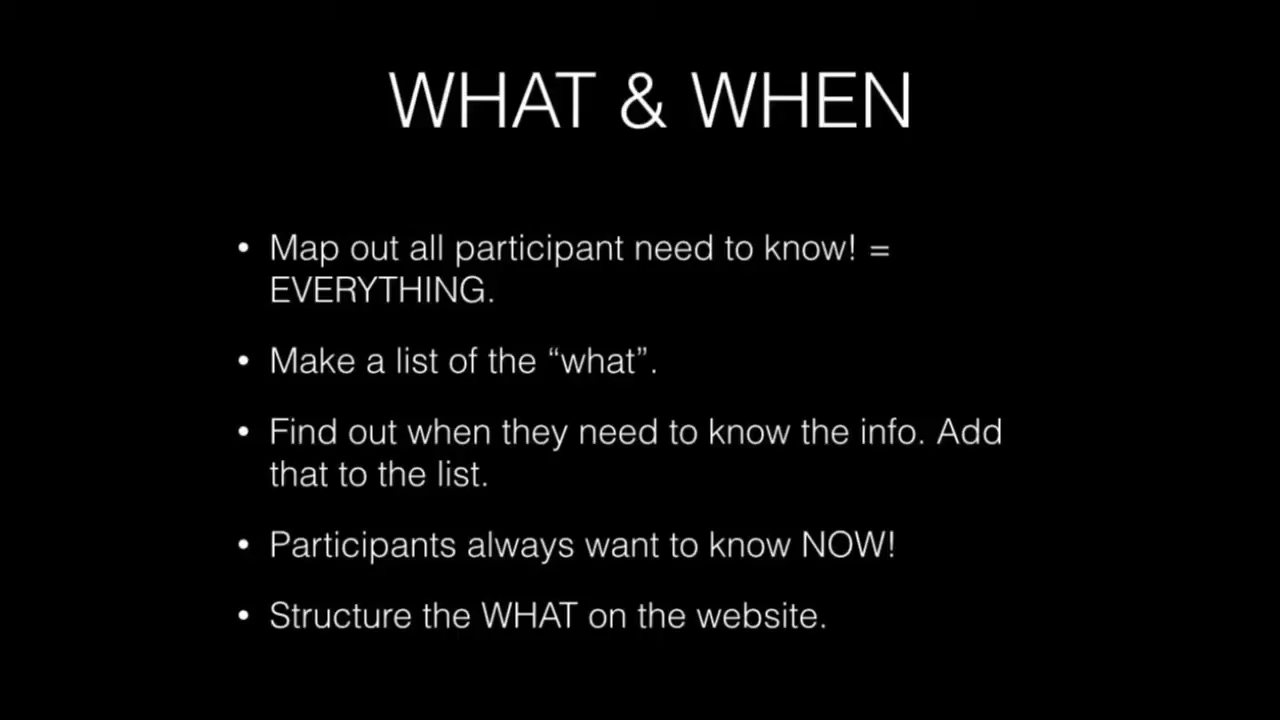 WHAT & WHEN
• Map out all participant need to know! =
EVERYTHING.
• Make a list of the “what”.
• Find out when they need to know the info. Add
that to the list.
• Participants always want to know NOW!
• Structure the WHAT on the website.